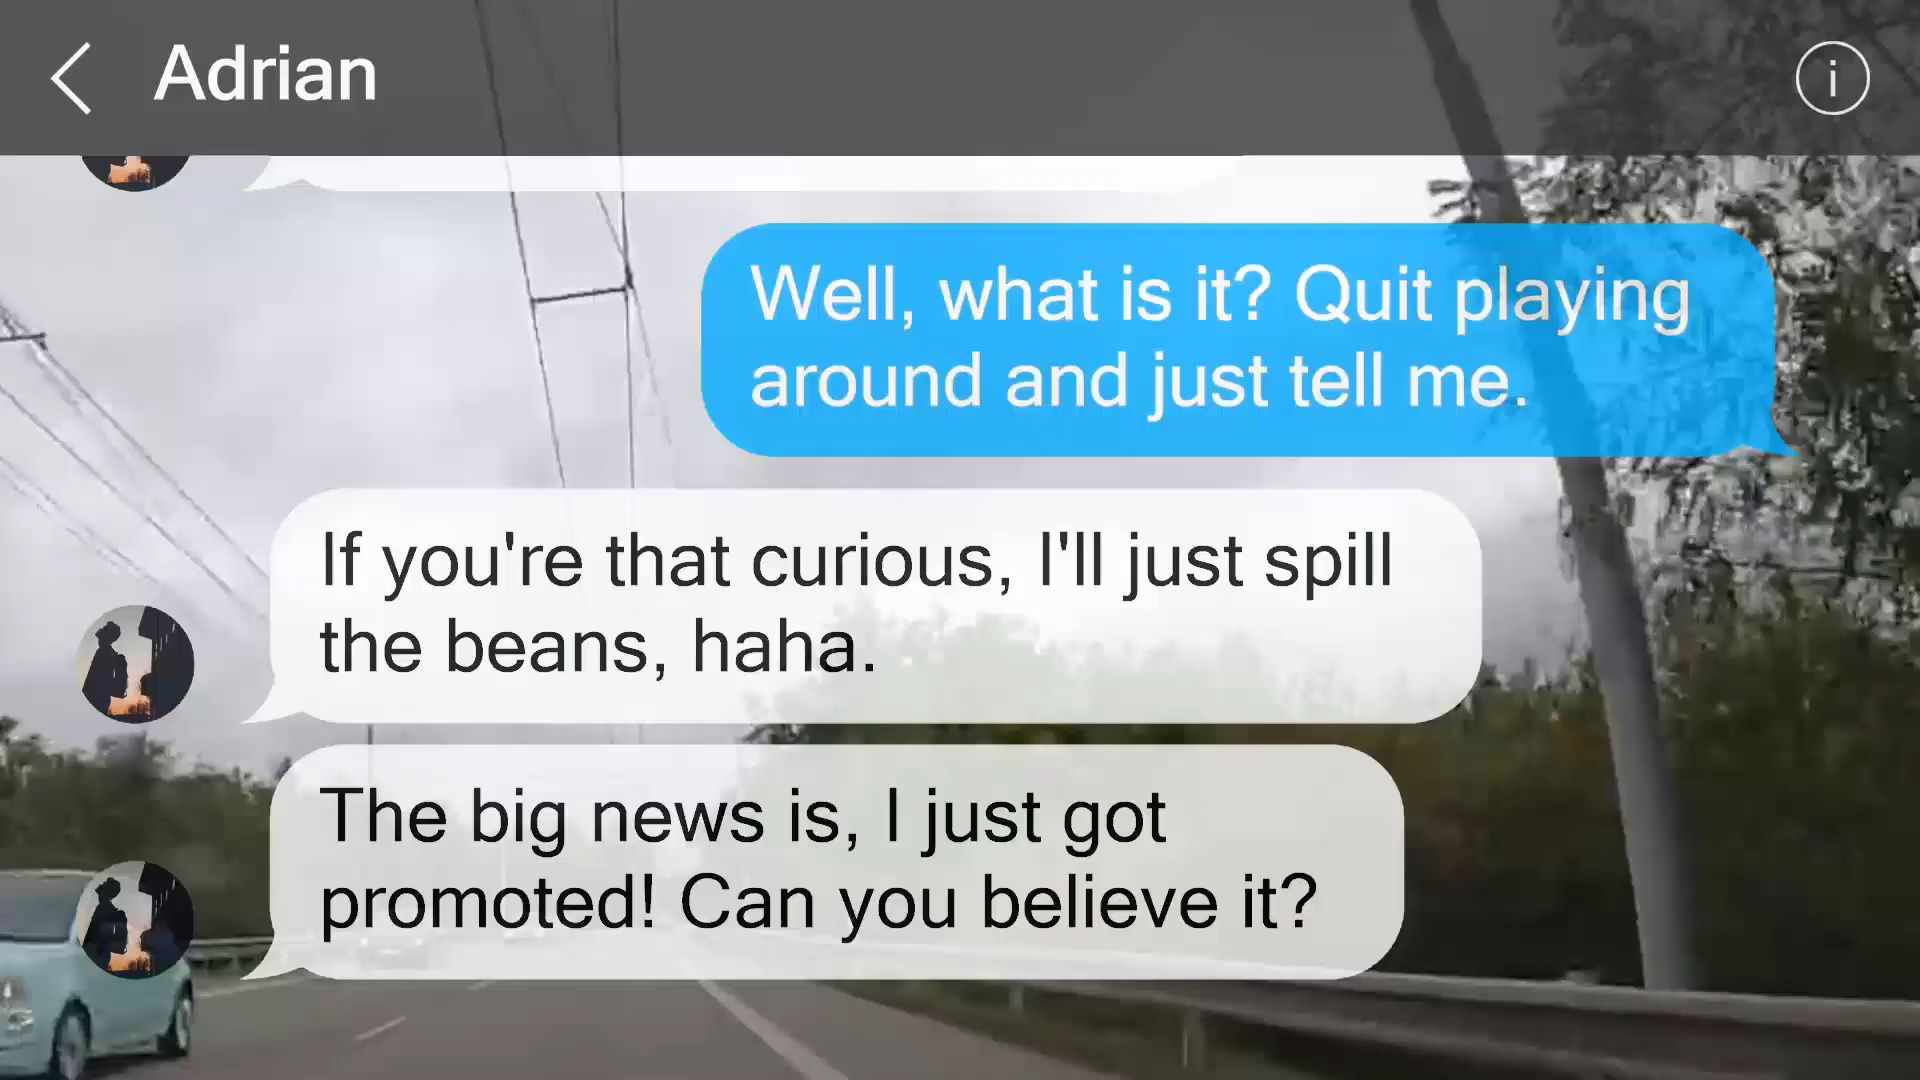 Adrian
Well, what is it? Quit playing
around and just tell me.
If you're that curious, I'll just spill
the beans, haha.
The big news is, I just got
promoted! Can you believe it?